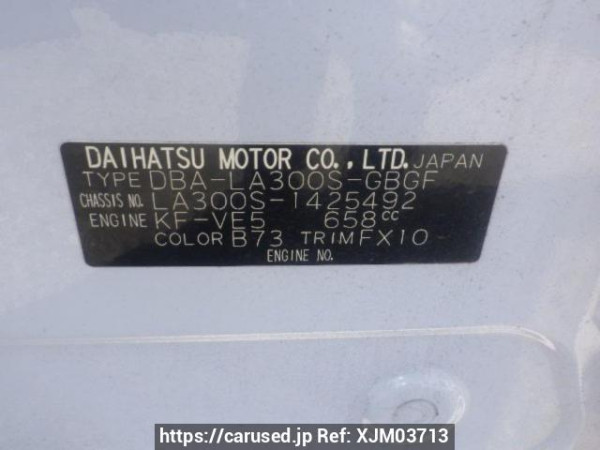 DAIHATSU MOTOR CO., LTD. JAPAN
TYPE DBA-LA300S-GBGF
CHASSIS NO. LA300S-1425492
ENGINE KF-VE5 658cc
COLOR B73 TRIM FX10
ENGINE NO.
https://carused.jp Ref: XJM03713